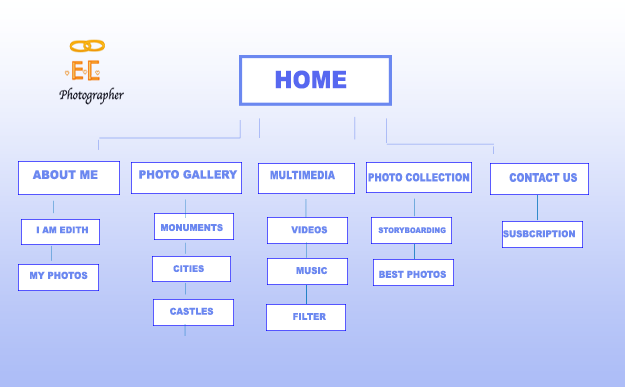 E.C
Photographer
HOME
ABOUT ME
PHOTO GALLERY
MULTIMEDIA
PHOTO COLLECTION
CONTACT US
I AM EDITH
MONUMENTS
VIDEOS
STORYBOARDING
SUSBCRIPTION
MY PHOTOS
CITIES
MUSIC
BEST PHOTOS
CASTLES
FILTER